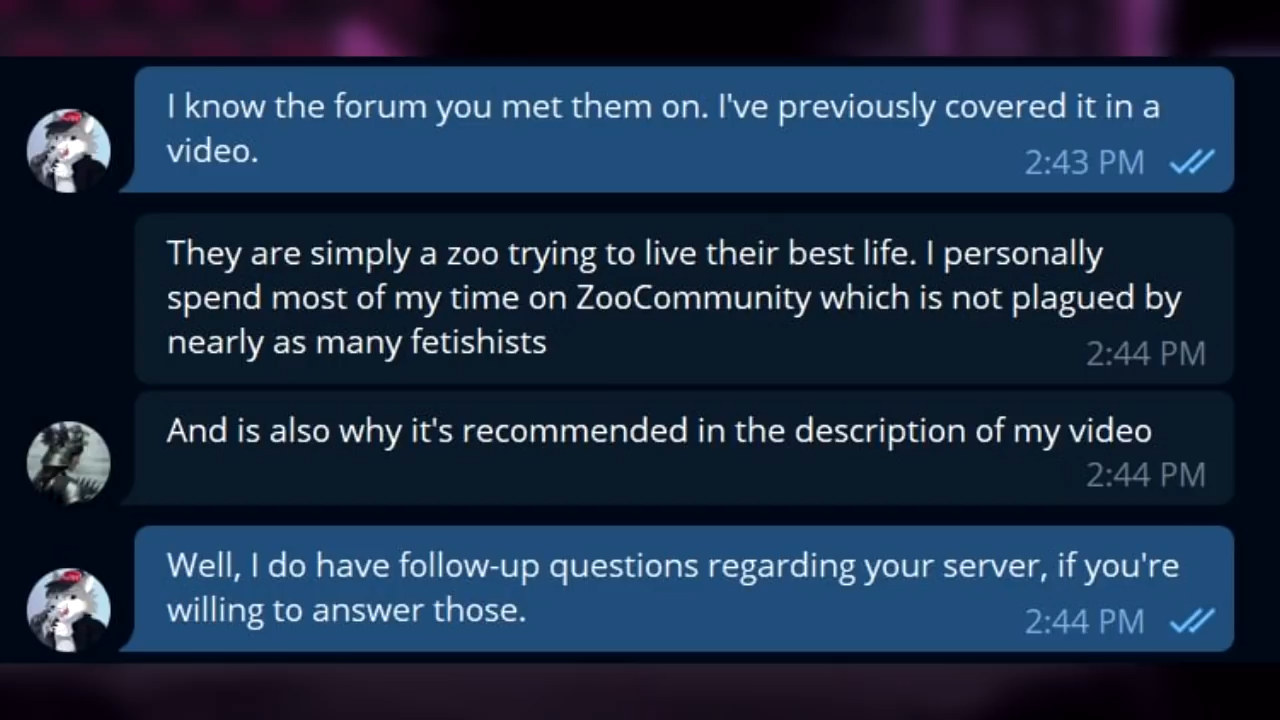 I know the forum you met them on. I've previously covered it in a
video.
2:43 PM
They are simply a zoo trying to live their best life. I personally
spend most of my time on ZooCommunity which is not plagued by
nearly as many fetishists
2:44 PM
And is also why it's recommended in the description of my video
2:44 PM
Well, I do have follow-up questions regarding your server, if you're
willing to answer those.
2:44 PM